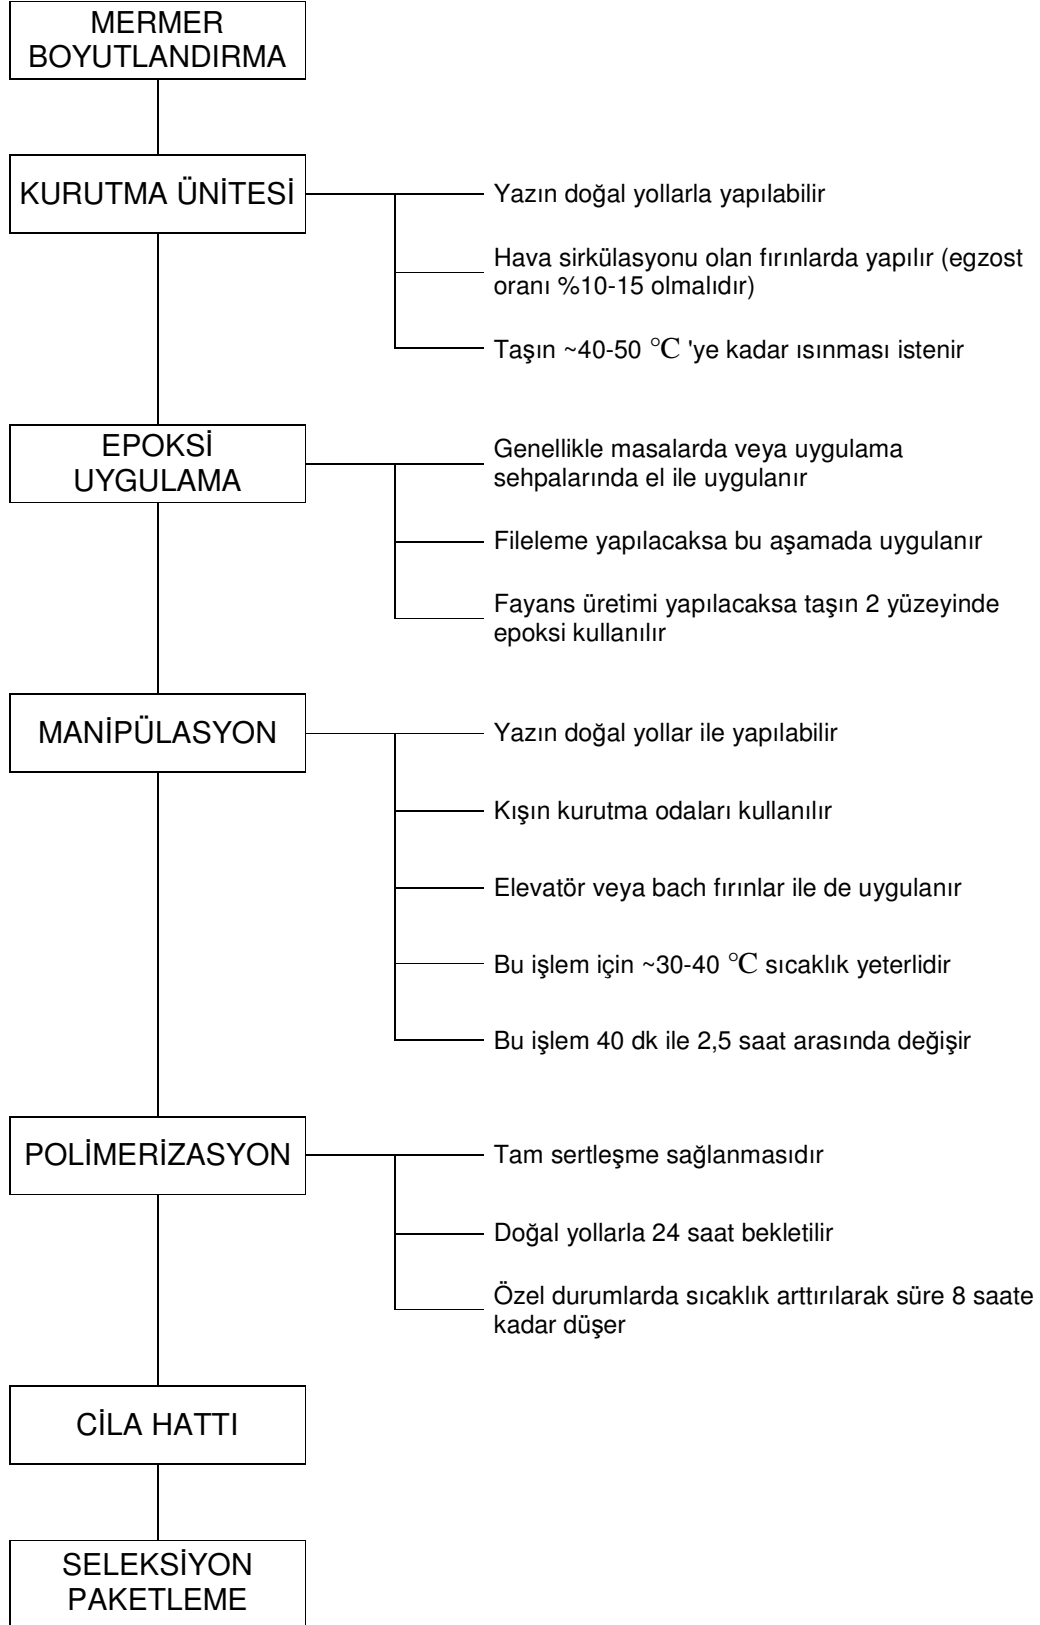 MERMER
BOYUTLANDIRMA
KURUTMA ÜNİTESİ
Yazın doğal yollarla yapılabilir
Hava sirkülasyonu olan fırınlarda yapılır (egzost
oranı %10-15 olmalıdır)
Taşın ~40-50 °C 'ye kadar ısınması istenir
EPOKSİ
UYGULAMA
Genellikle masalarda veya uygulama
sehpalarında el ile uygulanır
Fileleme yapılacaksa bu aşamada uygulanır
Fayans üretimi yapılacaksa taşın 2 yüzeyinde
epoksi kullanılır
MANİPÜLASYON
Yazın doğal yollar ile yapılabilir
Kışın kurutma odaları kullanılır
Elevatör veya bach fırınlar ile de uygulanır
Bu işlem için ~30-40 °C sıcaklık yeterlidir
Bu işlem 40 dk ile 2,5 saat arasında değişir
POLİMERİZASYON
Tam sertleşme sağlanmasıdır
Doğal yollarla 24 saat bekletilir
Özel durumlarda sıcaklık arttırılarak süre 8 saate
kadar düşer
CİLA HATTI
SELEKSİYON
PAKETLEME